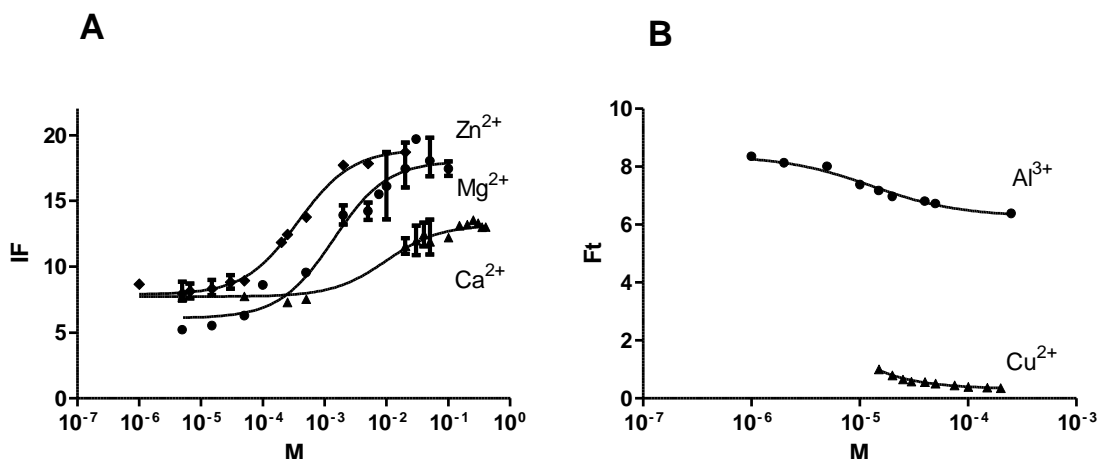 A
IF
20
15
10
5
0
Zn²⁺
Mg²⁺
Ca²⁺
10⁻⁷ 10⁻⁶ 10⁻⁵ 10⁻⁴ 10⁻³ 10⁻² 10⁻¹ 10⁰
M
B
Ft
10
8
6
4
2
0
Al³⁺
Cu²⁺
10⁻⁷ 10⁻⁶ 10⁻⁵ 10⁻⁴ 10⁻³
M